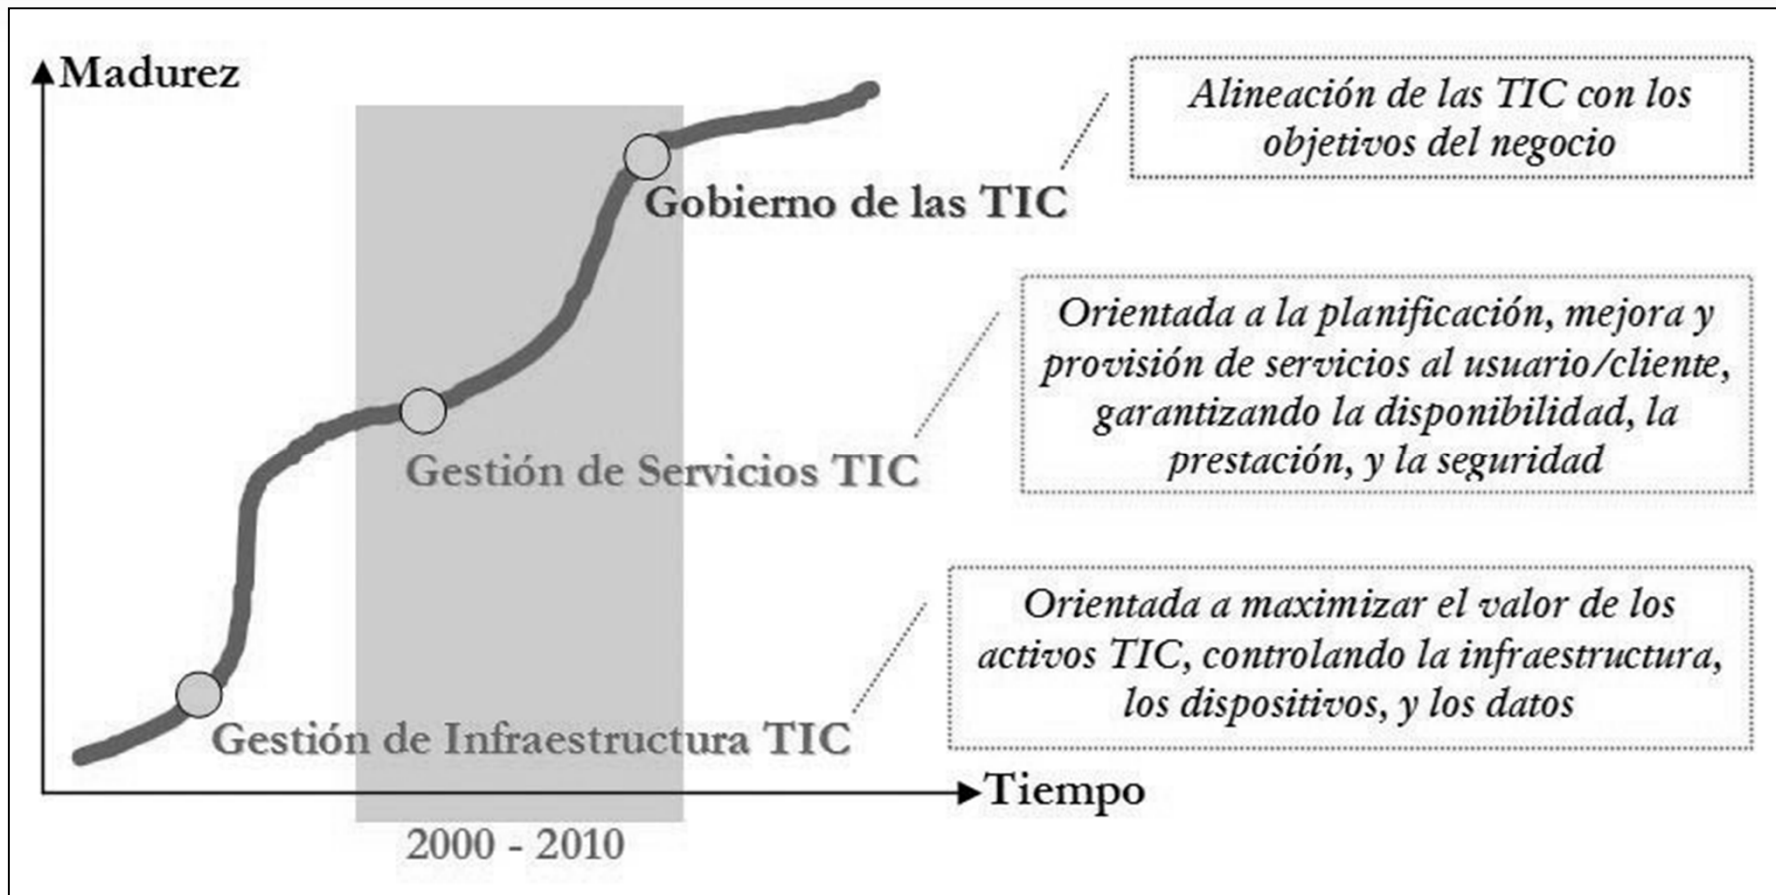 Madurez
Alineación de las TIC con los
objetivos del negocio
Gobierno de las TIC
Orientada a la planificación, mejora y
provisión de servicios al usuario/cliente,
garantizando la disponibilidad, la
prestación, y la seguridad
Gestión de Servicios TIC
Orientada a maximizar el valor de los
activos TIC, controlando la infraestructura,
los dispositivos, y los datos
Gestión de Infraestructura TIC
Tiempo
2000 - 2010